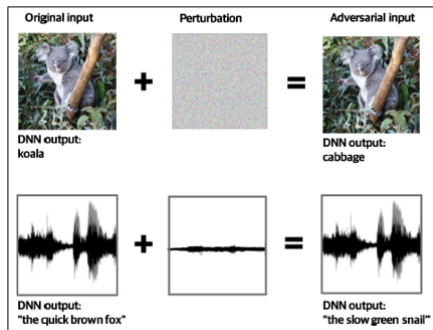 Original input
Perturbation
Adversarial input
+
=
DNN output:
koala
DNN output:
cabbage
+
=
DNN output:
"the quick brown fox"
DNN output:
"the slow green snail"